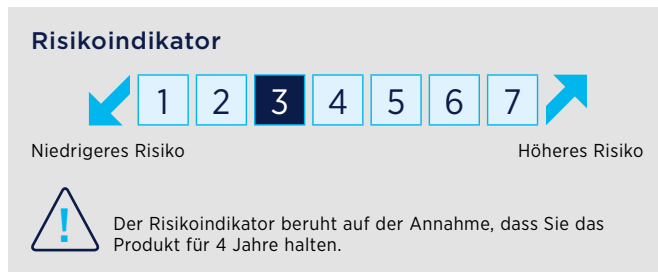 Risikoindikator
1 2 3 4 5 6 7
Niedrigeres Risiko Höheres Risiko
!
Der Risikoindikator beruht auf der Annahme, dass Sie das
Produkt für 4 Jahre halten.